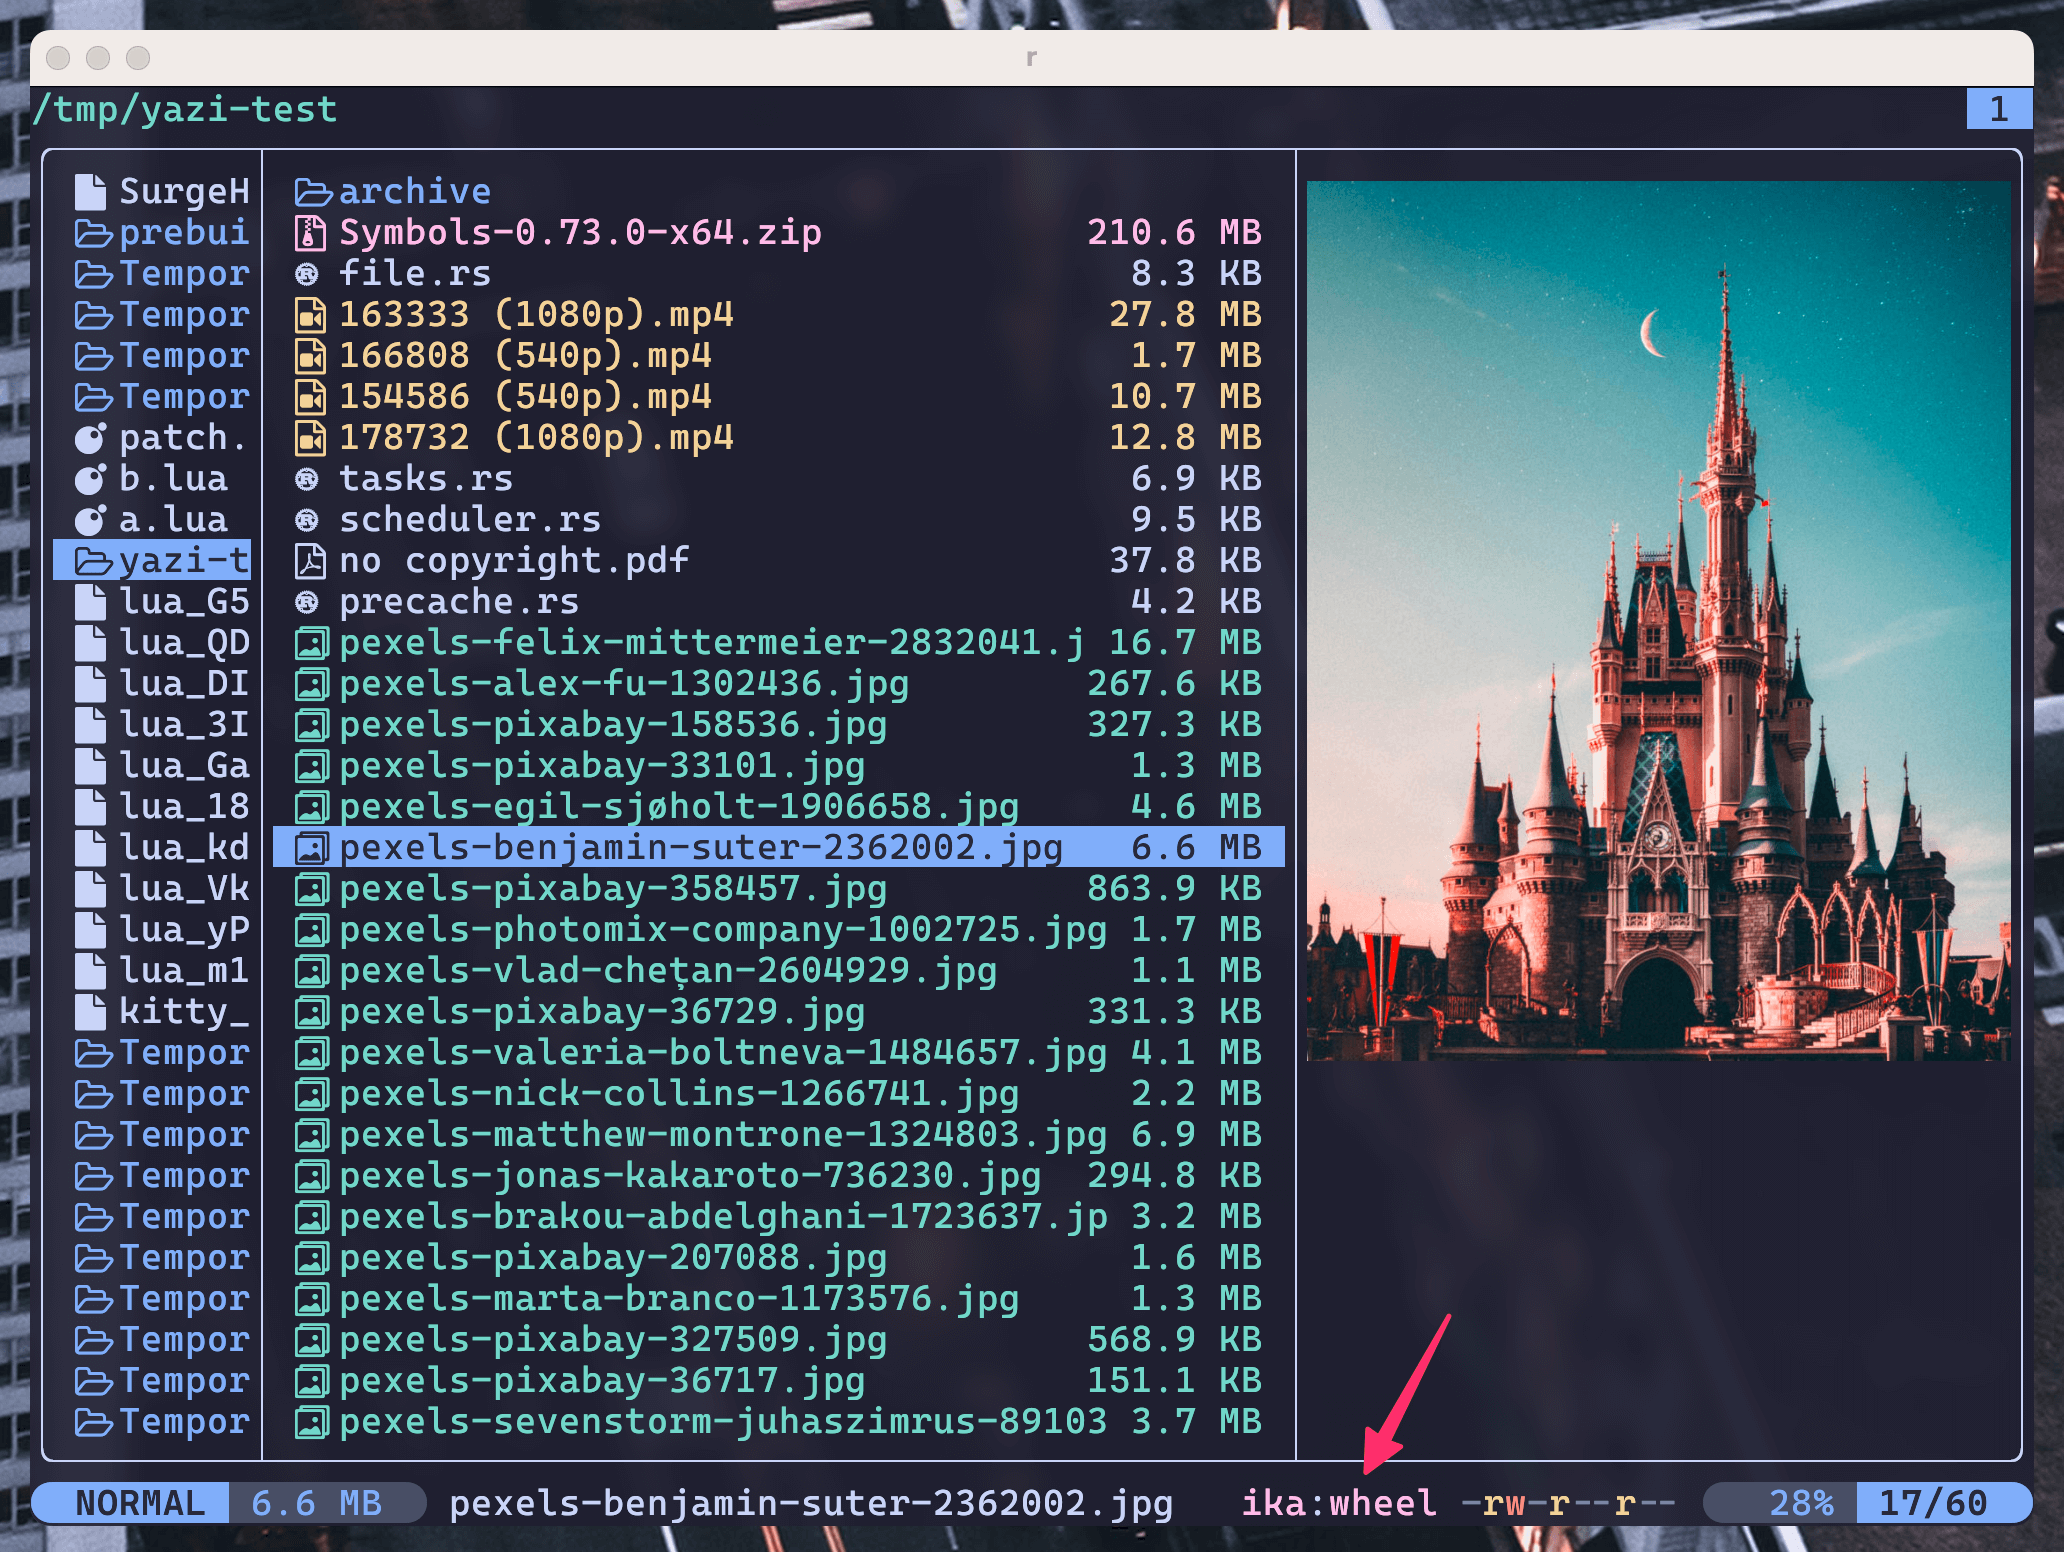 r
/tmp/yazi-test
1
SurgeH
prebui
Tempor
Tempor
Tempor
Tempor
patch.
b.lua
a.lua
yazi-t
lua_G5
lua_QD
lua_DI
lua_3I
lua_Ga
lua_18
lua_kd
lua_Vk
lua_yP
lua_m1
kitty_
Tempor
Tempor
Tempor
Tempor
Tempor
Tempor
Tempor
Tempor
Tempor
Tempor
archive
Symbols-0.73.0-x64.zip 210.6 MB
file.rs 8.3 KB
163333 (1080p).mp4 27.8 MB
166808 (540p).mp4 1.7 MB
154586 (540p).mp4 10.7 MB
178732 (1080p).mp4 12.8 MB
tasks.rs 6.9 KB
scheduler.rs 9.5 KB
no copyright.pdf 37.8 KB
precache.rs 4.2 KB
pexels-felix-mittermeier-2832041.j 16.7 MB
pexels-alex-fu-1302436.jpg 267.6 KB
pexels-pixabay-158536.jpg 327.3 KB
pexels-pixabay-33101.jpg 1.3 MB
pexels-egil-sjøholt-1906658.jpg 4.6 MB
pexels-benjamin-suter-2362002.jpg 6.6 MB
pexels-pixabay-358457.jpg 863.9 KB
pexels-photomix-company-1002725.jpg 1.7 MB
pexels-vlad-chețan-2604929.jpg 1.1 MB
pexels-pixabay-36729.jpg 331.3 KB
pexels-valeria-boltneva-1484657.jpg 4.1 MB
pexels-nick-collins-1266741.jpg 2.2 MB
pexels-matthew-montrone-1324803.jpg 6.9 MB
pexels-jonas-kakaroto-736230.jpg 294.8 KB
pexels-brakou-abdelghani-1723637.jp 3.2 MB
pexels-pixabay-207088.jpg 1.6 MB
pexels-marta-branco-1173576.jpg 1.3 MB
pexels-pixabay-327509.jpg 568.9 KB
pexels-pixabay-36717.jpg 151.1 KB
pexels-sevenstorm-juhaszimrus-89103 3.7 MB
NORMAL 6.6 MB pexels-benjamin-suter-2362002.jpg ika:wheel -rw-r--r-- 28% 17/60